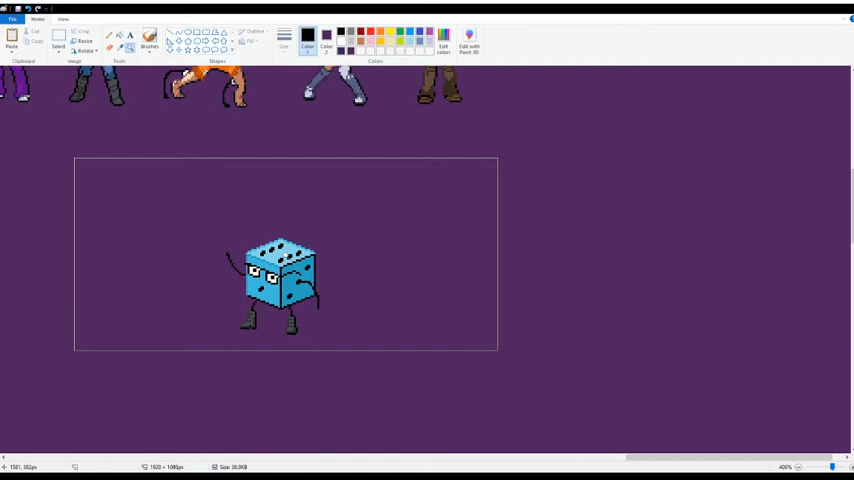 File Home View
Paste Cut Copy Select Crop Resize Rotate Brushes Outline Fill Size Color 1 Color 2 Edit colors Edit with Paint 3D
Clipboard Image Tools Shapes Colors
1581, 382px 1920 × 1080px Size: 36.9KB 400%